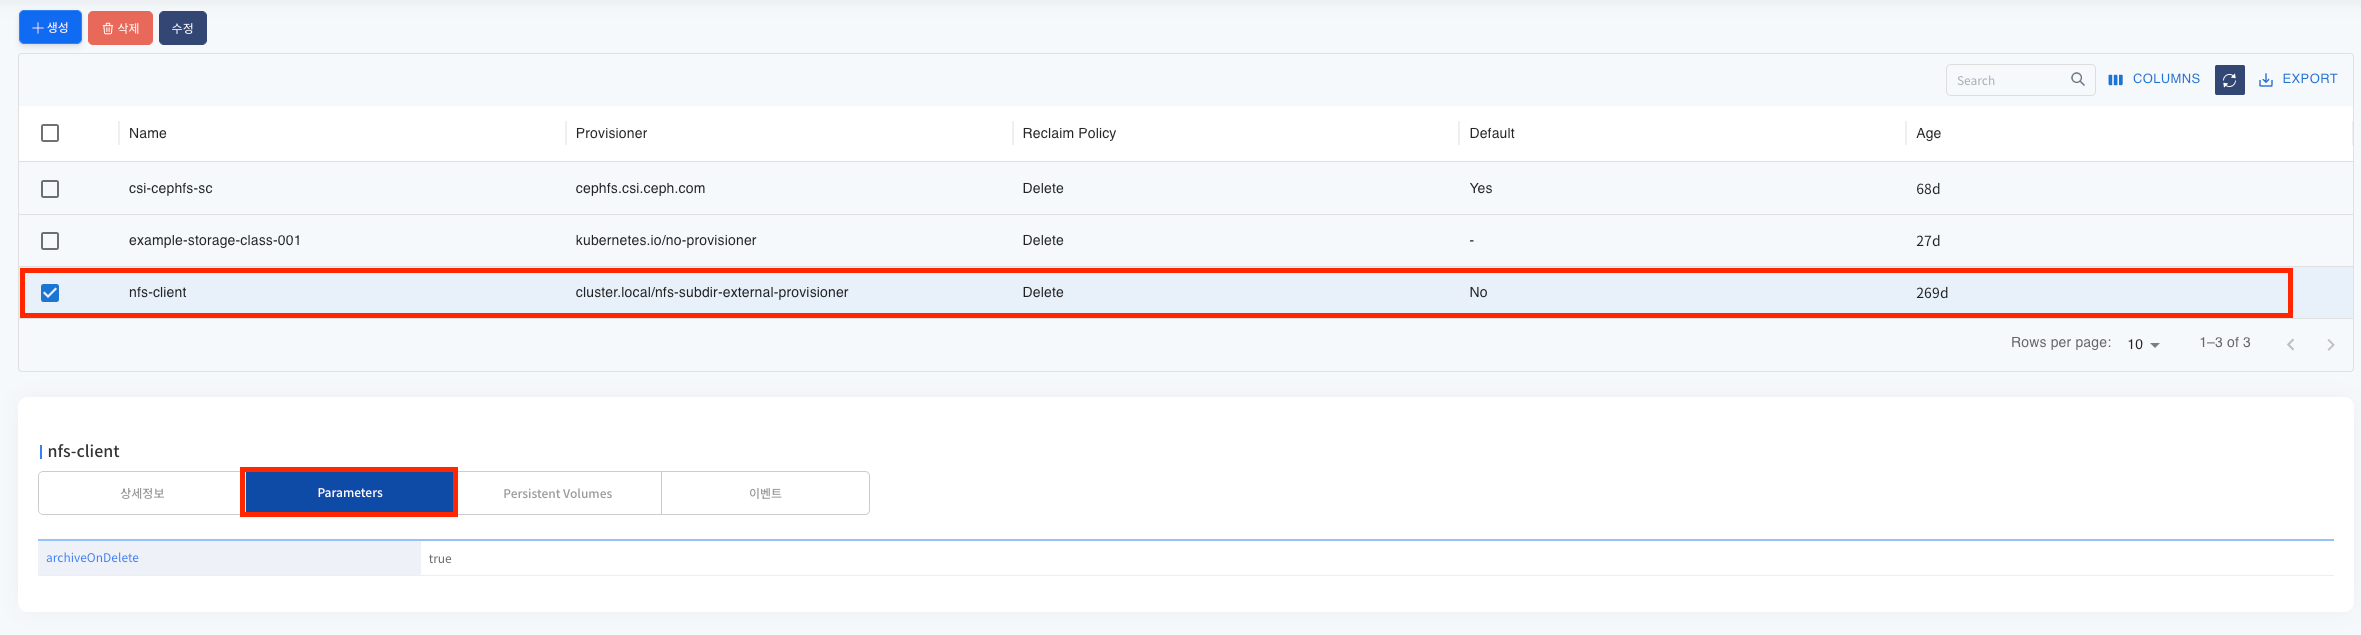 생성 삭제 수정
Search COLUMNS EXPORT
Name Provisioner Reclaim Policy Default Age
csi-cephfs-sc cephfs.csi.ceph.com Delete Yes 68d
example-storage-class-001 kubernetes.io/no-provisioner Delete - 27d
nfs-client cluster.local/nfs-subdir-external-provisioner Delete No 269d
Rows per page: 10 1–3 of 3
nfs-client
상세정보 Parameters Persistent Volumes 이벤트
archiveOnDelete true